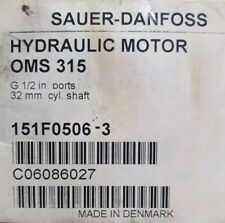 SAUER-DANFOSS
HYDRAULIC MOTOR
OMS 315
G 1/2 in. ports
32 mm. cyl. shaft
151F0506-3
C06086027
MADE IN DENMARK